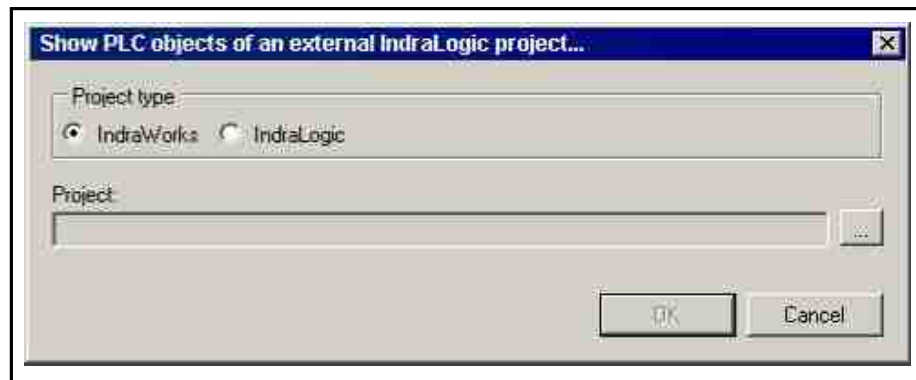 Show PLC objects of an external IndraLogic project...
Project type
IndraWorks IndraLogic
Project:
...
OK Cancel